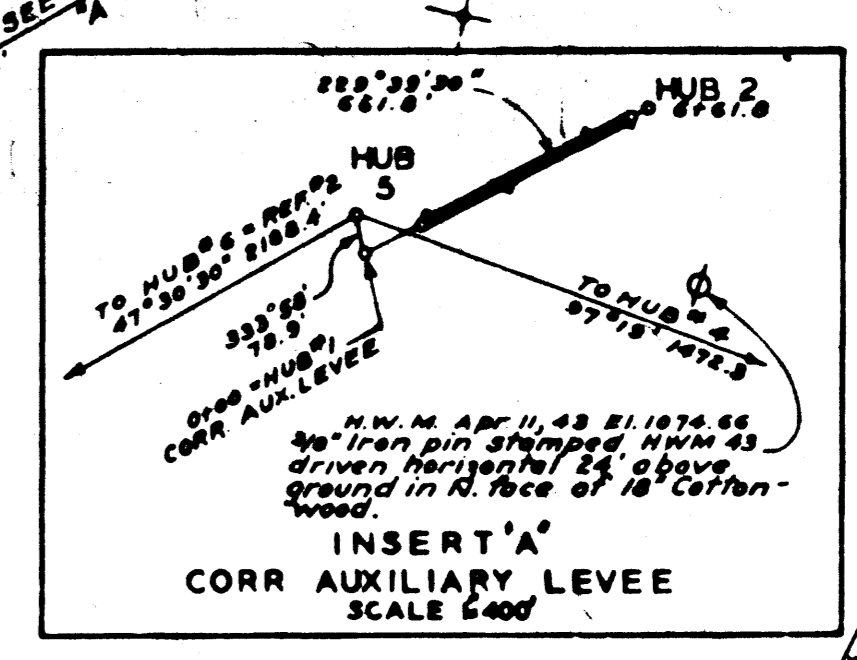 SEE
"A
229°39'30"
661.8'
HUB 2
6+61.8
HUB
5
TO HUB #6 = REF. #2
47°30'30" 2188.4'
333°58'
78.9'
0+00 = HUB #1
CORR AUX. LEVEE
TO HUB # 4
97°15' 1472.3
H.W.M. Apr 11, 43 El. 1074.66
Iron pin stamped HWM 43
driven horizontal 24' above
ground in N. face of 18" Cotton-
wood.
INSERT "A"
CORR AUXILIARY LEVEE
SCALE 1"=400'